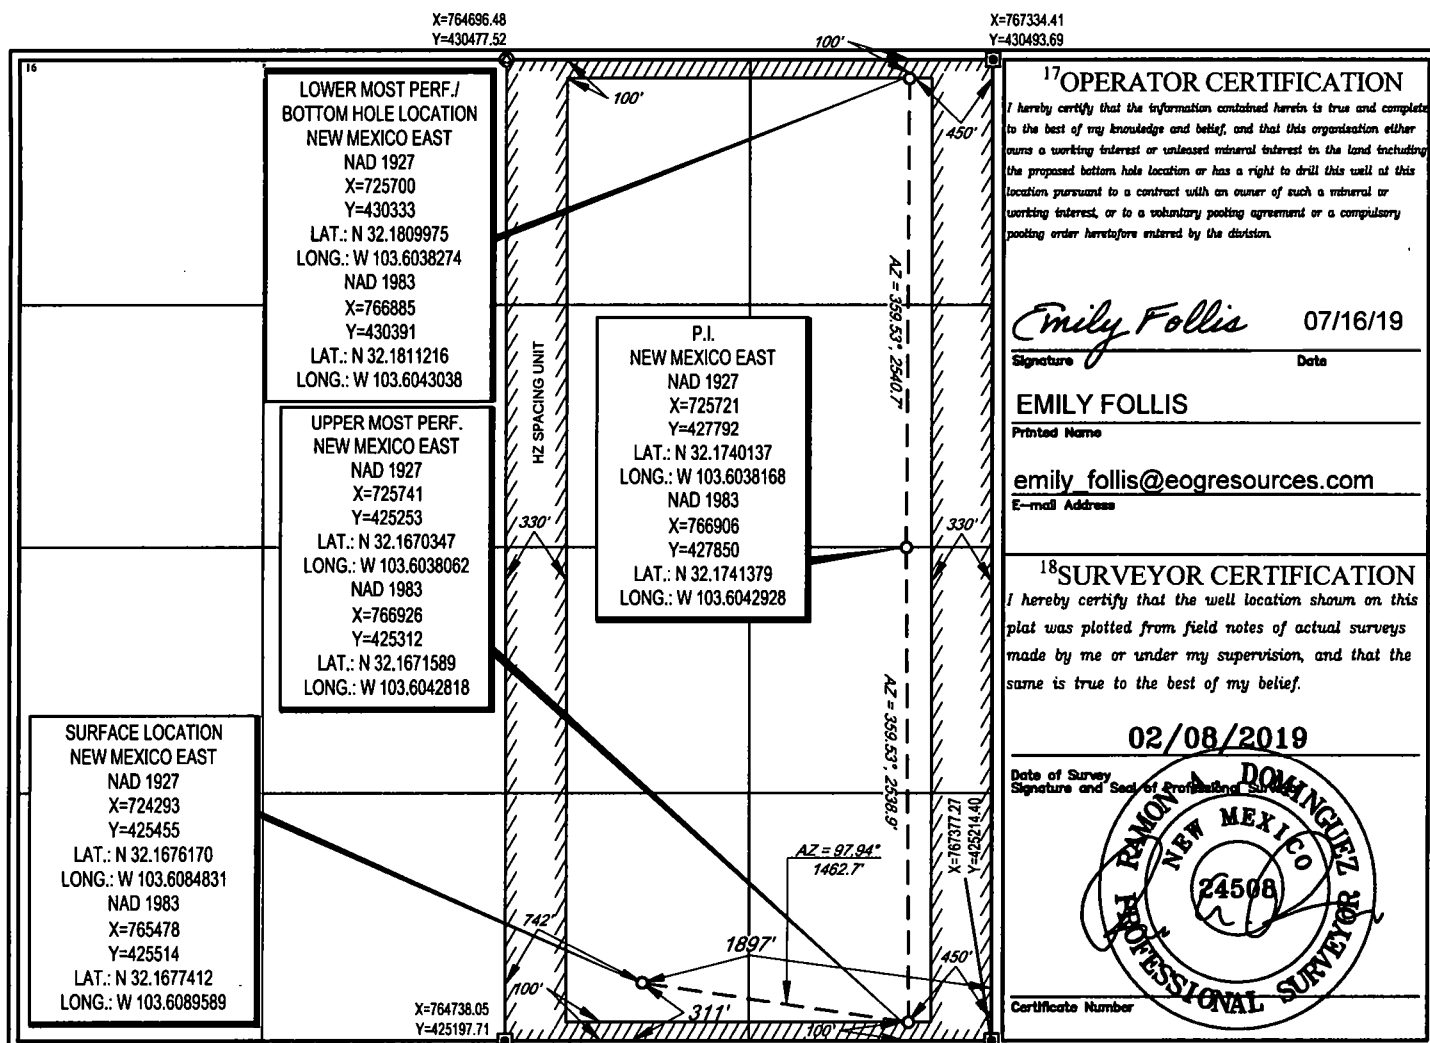 X=764696.48
Y=430477.52
X=767334.41
Y=430493.69
16
100'
100'
450'
LOWER MOST PERF./
BOTTOM HOLE LOCATION
NEW MEXICO EAST
NAD 1927
X=725700
Y=430333
LAT.: N 32.1809975
LONG.: W 103.6038274
NAD 1983
X=766885
Y=430391
LAT.: N 32.1811216
LONG.: W 103.6043038
UPPER MOST PERF.
NEW MEXICO EAST
NAD 1927
X=725741
Y=425253
LAT.: N 32.1670347
LONG.: W 103.6038062
NAD 1983
X=766926
Y=425312
LAT.: N 32.1671589
LONG.: W 103.6042818
SURFACE LOCATION
NEW MEXICO EAST
NAD 1927
X=724293
Y=425455
LAT.: N 32.1676170
LONG.: W 103.6084831
NAD 1983
X=765478
Y=425514
LAT.: N 32.1677412
LONG.: W 103.6089589
HZ SPACING UNIT
P.I.
NEW MEXICO EAST
NAD 1927
X=725721
Y=427792
LAT.: N 32.1740137
LONG.: W 103.6038168
NAD 1983
X=766906
Y=427850
LAT.: N 32.1741379
LONG.: W 103.6042928
AZ = 359.53°, 2540.7'
330'
330'
AZ = 359.53°, 2538.9'
AZ = 97.94°
1462.7'
X=767377.27
Y=425214.40
742'
1897'
450'
100'
311'
100'
X=764738.05
Y=425197.71
17 OPERATOR CERTIFICATION
I hereby certify that the information contained herein is true and complete
to the best of my knowledge and belief, and that this organization either
owns a working interest or unleased mineral interest in the land including
the proposed bottom hole location or has a right to drill this well at this
location pursuant to a contract with an owner of such a mineral or
working interest, or to a voluntary pooling agreement or a compulsory
pooling order heretofore entered by the division.
Emily Follis 07/16/19
Signature Date
EMILY FOLLIS
Printed Name
emily_follis@eogresources.com
E-mail Address
18 SURVEYOR CERTIFICATION
I hereby certify that the well location shown on this
plat was plotted from field notes of actual surveys
made by me or under my supervision, and that the
same is true to the best of my belief.
02/08/2019
Date of Survey
Signature and Seal of Professional Surveyor
RAMON A. DOMINGUEZ
NEW MEXICO
24508
PROFESSIONAL SURVEYOR
Certificate Number